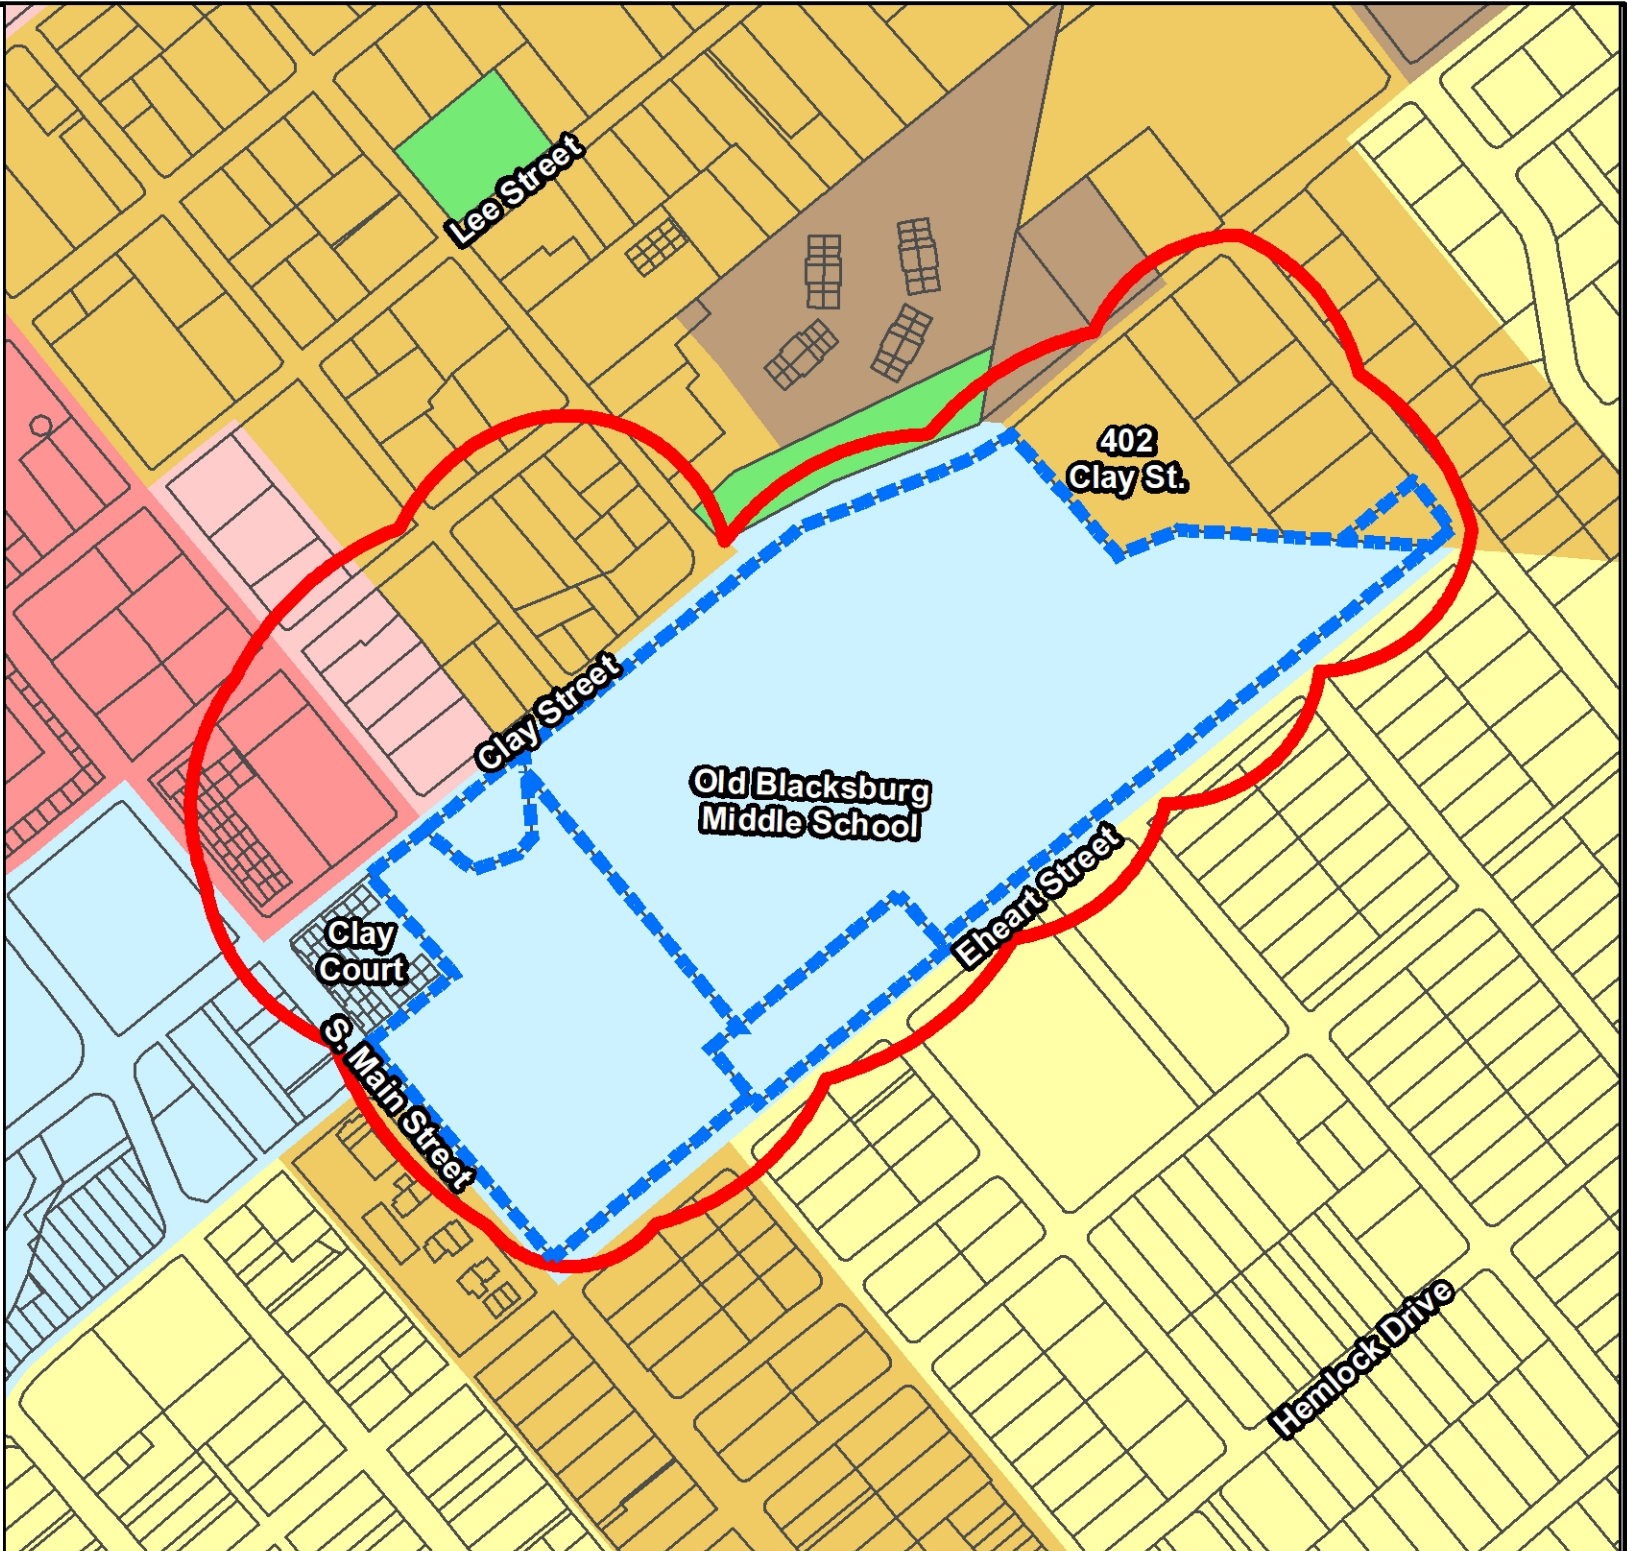 Lee Street
402
Clay St.
Clay Street
Old Blacksburg
Middle School
Eheart Street
Clay
Court
S. Main Street
Hemlock Drive